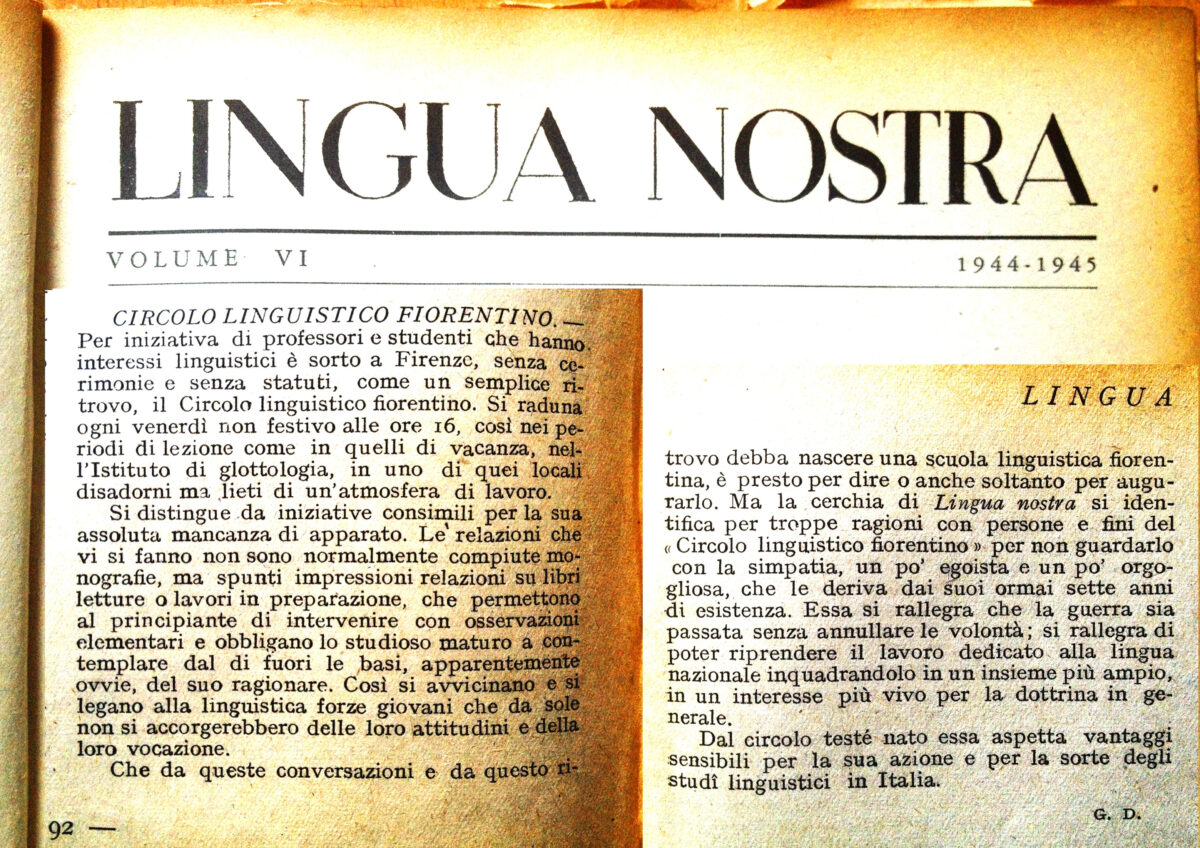 LINGUA NOSTRA
VOLUME VI
1944-1945
CIRCOLO LINGUISTICO FIORENTINO. —
Per iniziativa di professori e studenti che hanno
interessi linguistici è sorto a Firenze, senza ce-
rimonie e senza statuti, come un semplice ri-
trovo, il Circolo linguistico fiorentino. Si raduna
ogni venerdì non festivo alle ore 16, così nei pe-
riodi di lezione come in quelli di vacanza, nel-
l'Istituto di glottologia, in uno di quei locali
disadorni ma lieti di un'atmosfera di lavoro.
Si distingue da iniziative consimili per la sua
assoluta mancanza di apparato. Le relazioni che
vi si fanno non sono normalmente compiute mo-
nografie, ma spunti impressioni relazioni su libri
letture o lavori in preparazione, che permettono
al principiante di intervenire con osservazioni
elementari e obbligano lo studioso maturo a con-
templare dal di fuori le basi, apparentemente
ovvie, del suo ragionare. Così si avvicinano e si
legano alla linguistica forze giovani che da sole
non si accorgerebbero delle loro attitudini e della
loro vocazione.
Che da queste conversazioni e da questo ri-
92 —
LINGUA
trovo debba nascere una scuola linguistica fioren-
tina, è presto per dire o anche soltanto per augu-
rarlo. Ma la cerchia di Lingua nostra si iden-
tifica per troppe ragioni con persone e fini del
« Circolo linguistico fiorentino » per non guardarlo
con la simpatia, un po' egoista e un po' orgo-
gliosa, che le deriva dai suoi ormai sette anni
di esistenza. Essa si rallegra che la guerra sia
passata senza annullare le volontà; si rallegra di
poter riprendere il lavoro dedicato alla lingua
nazionale inquadrandolo in un insieme più ampio,
in un interesse più vivo per la dottrina in ge-
nerale.
Dal circolo testé nato essa aspetta vantaggi
sensibili per la sua azione e per la sorte degli
studî linguistici in Italia.
G. D.